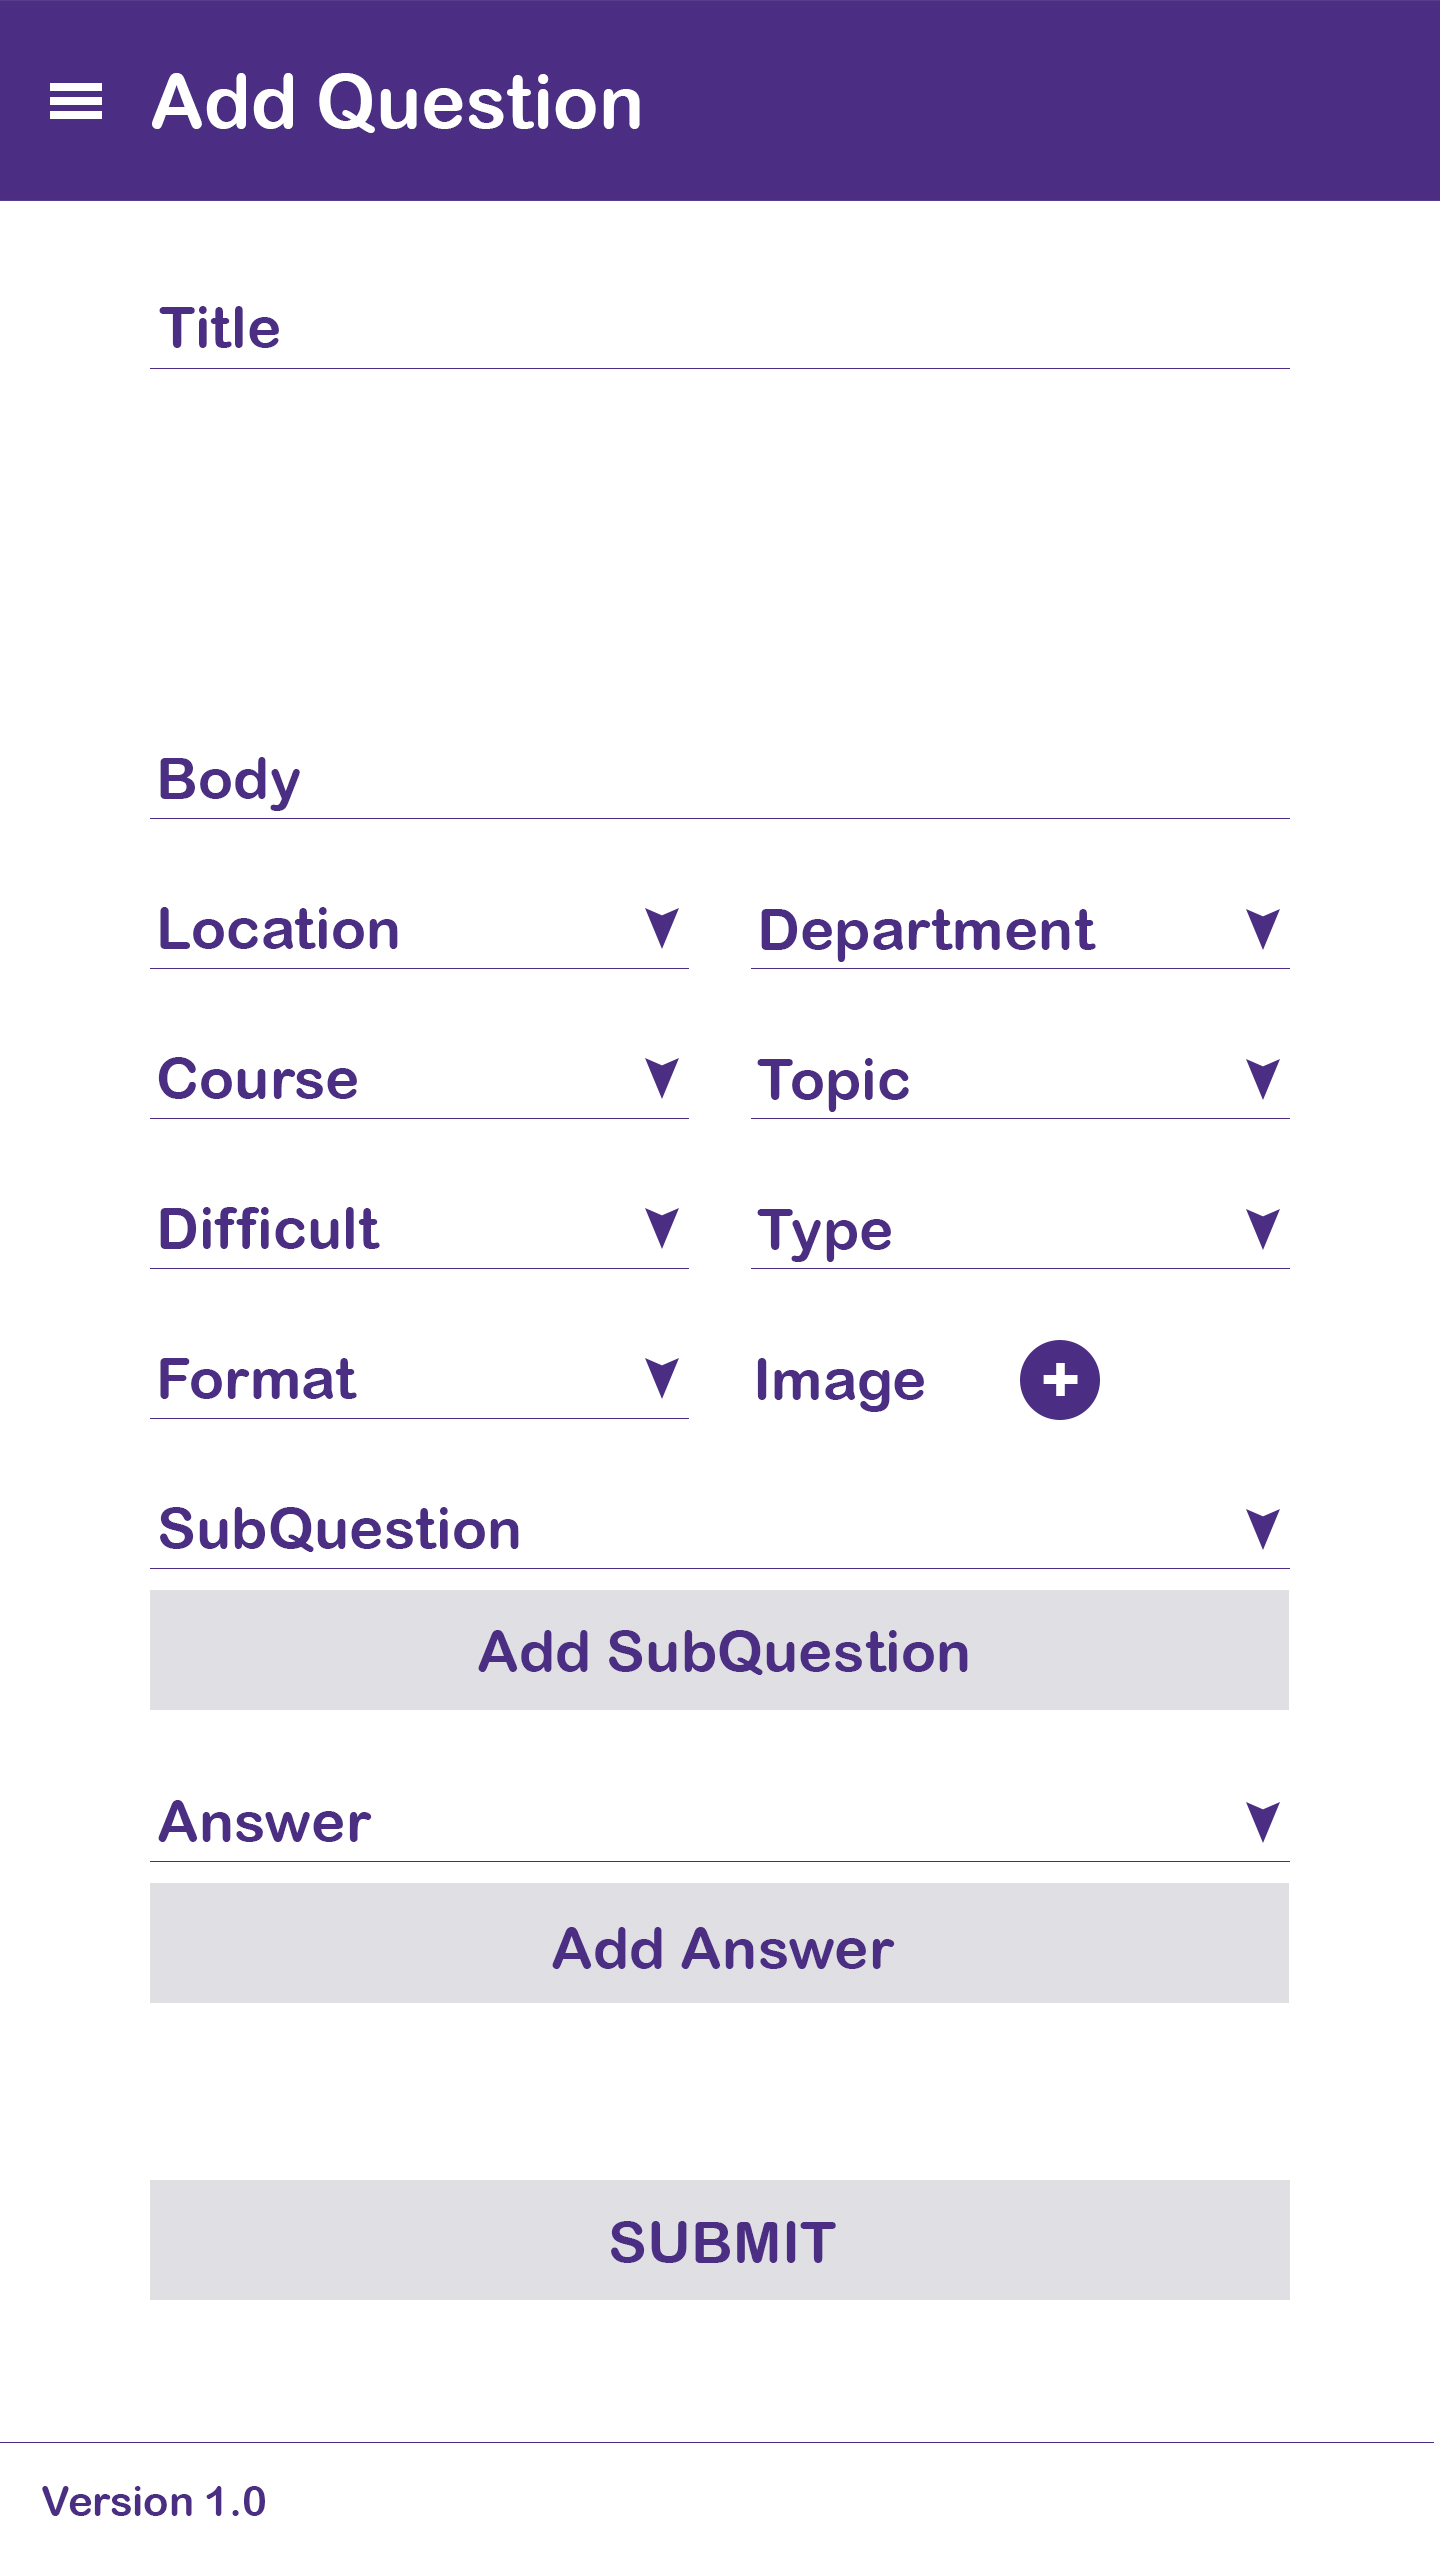 Add Question
Title
Body
Location
Department
Course
Topic
Difficult
Type
Format
Image
SubQuestion
Add SubQuestion
Answer
Add Answer
SUBMIT
Version 1.0